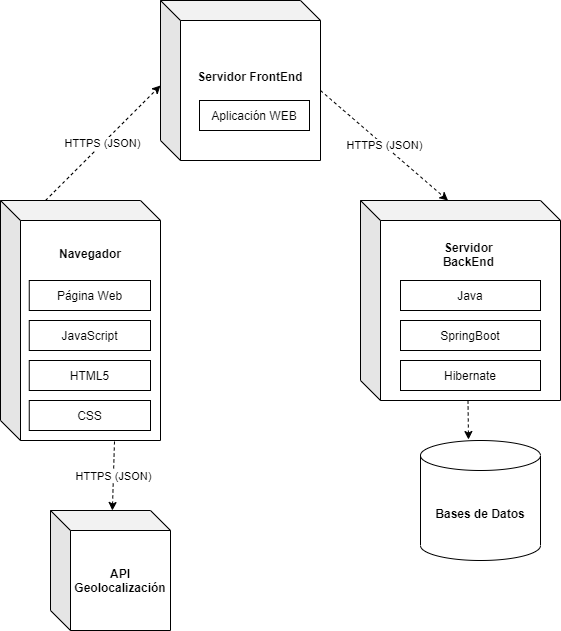 Servidor FrontEnd
Aplicación WEB
HTTPS (JSON)
HTTPS (JSON)
Navegador
Página Web
JavaScript
HTML5
CSS
Servidor
BackEnd
Java
SpringBoot
Hibernate
HTTPS (JSON)
Bases de Datos
API
Geolocalización